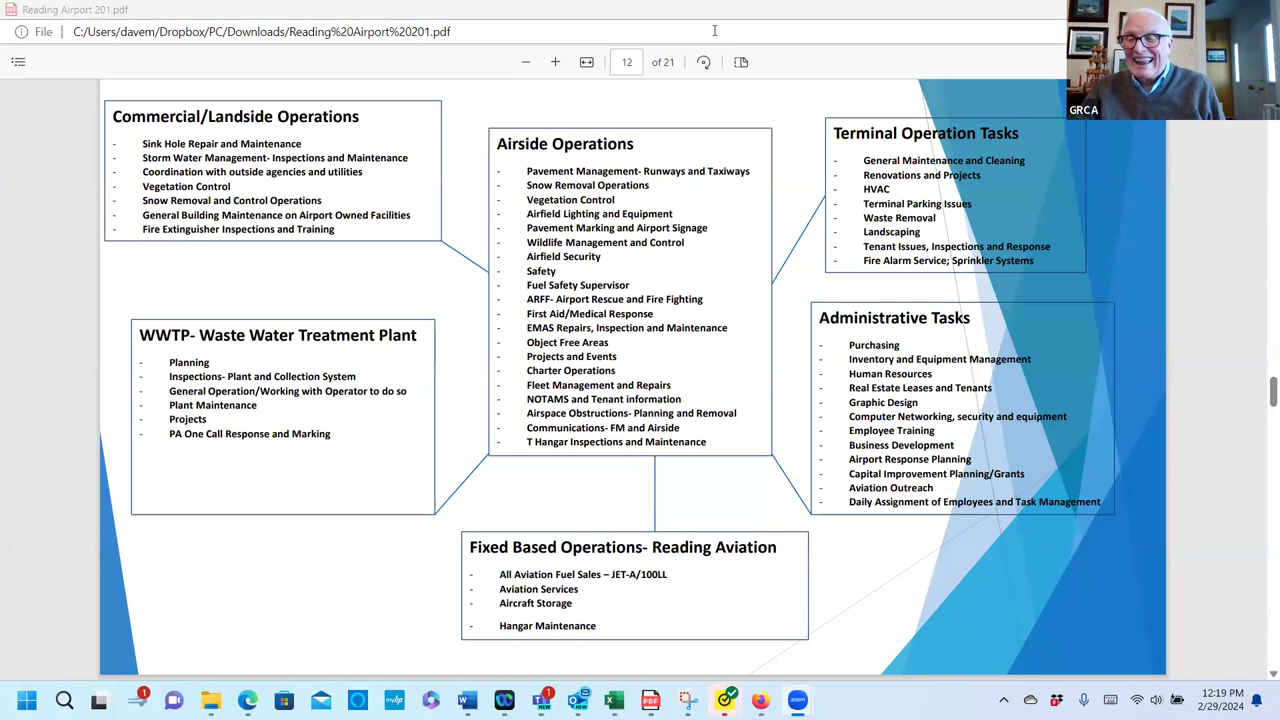 Reading Airport 201.pdf
File C:/Users/davem/Dropbox/PC/Downloads/Reading%20Airport%20201.pdf
12 of 21
GRCA
Commercial/Landside Operations
- Sink Hole Repair and Maintenance
- Storm Water Management- Inspections and Maintenance
- Coordination with outside agencies and utilities
- Vegetation Control
- Snow Removal and Control Operations
- General Building Maintenance on Airport Owned Facilities
- Fire Extinguisher Inspections and Training
WWTP- Waste Water Treatment Plant
- Planning
- Inspections- Plant and Collection System
- General Operation/Working with Operator to do so
- Plant Maintenance
- Projects
- PA One Call Response and Marking
Airside Operations
- Pavement Management- Runways and Taxiways
- Snow Removal Operations
- Vegetation Control
- Airfield Lighting and Equipment
- Pavement Marking and Airport Signage
- Wildlife Management and Control
- Airfield Security
- Safety
- Fuel Safety Supervisor
- ARFF- Airport Rescue and Fire Fighting
- First Aid/Medical Response
- EMAS Repairs, Inspection and Maintenance
- Object Free Areas
- Projects and Events
- Charter Operations
- Fleet Management and Repairs
- NOTAMS and Tenant information
- Airspace Obstructions- Planning and Removal
- Communications- FM and Airside
- T Hangar Inspections and Maintenance
Fixed Based Operations- Reading Aviation
- All Aviation Fuel Sales – JET-A/100LL
- Aviation Services
- Aircraft Storage
- Hangar Maintenance
Terminal Operation Tasks
- General Maintenance and Cleaning
- Renovations and Projects
- HVAC
- Terminal Parking Issues
- Waste Removal
- Landscaping
- Tenant Issues, Inspections and Response
- Fire Alarm Service; Sprinkler Systems
Administrative Tasks
- Purchasing
- Inventory and Equipment Management
- Human Resources
- Real Estate Leases and Tenants
- Graphic Design
- Computer Networking, security and equipment
- Employee Training
- Business Development
- Airport Response Planning
- Capital Improvement Planning/Grants
- Aviation Outreach
- Daily Assignment of Employees and Task Management
12:19 PM
2/29/2024